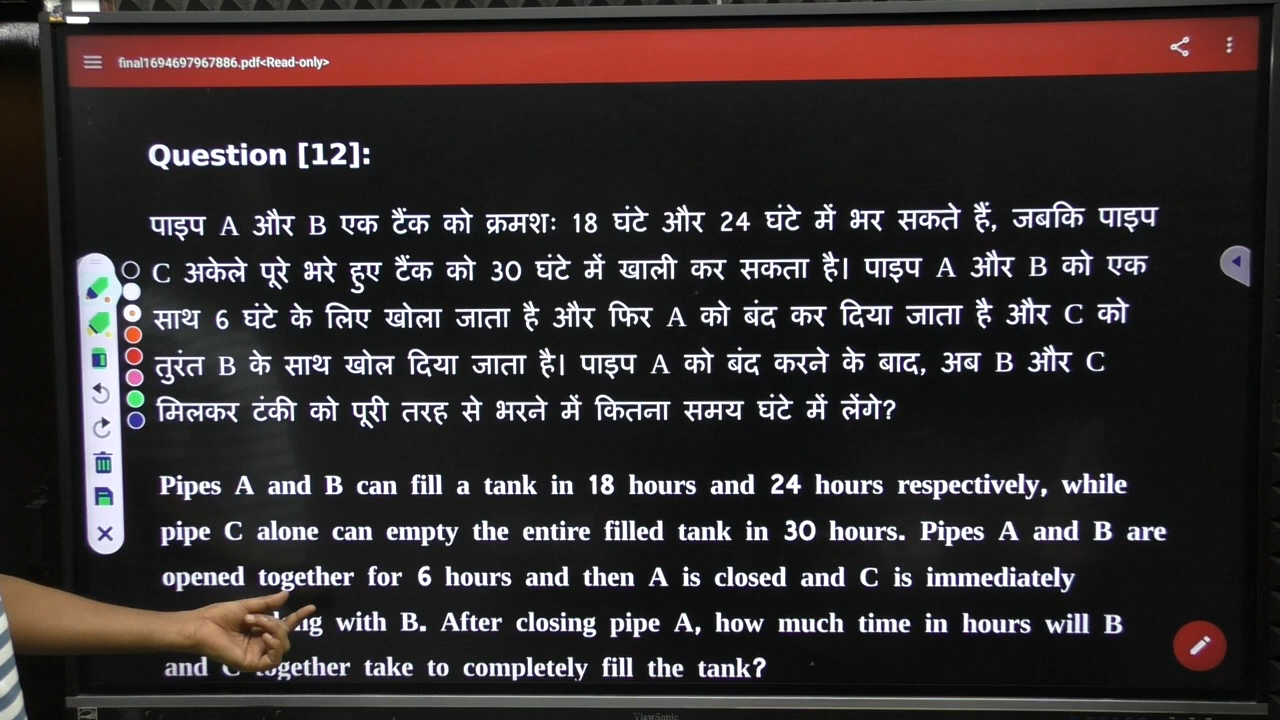 final1694697967886.pdf<Read-only>
Question [12]:
पाइप A और B एक टैंक को क्रमशः 18 घंटे और 24 घंटे में भर सकते हैं, जबकि पाइप
C अकेले पूरे भरे हुए टैंक को 30 घंटे में खाली कर सकता है। पाइप A और B को एक
साथ 6 घंटे के लिए खोला जाता है और फिर A को बंद कर दिया जाता है और C को
तुरंत B के साथ खोल दिया जाता है। पाइप A को बंद करने के बाद, अब B और C
मिलकर टंकी को पूरी तरह से भरने में कितना समय घंटे में लेंगे?
Pipes A and B can fill a tank in 18 hours and 24 hours respectively, while
pipe C alone can empty the entire filled tank in 30 hours. Pipes A and B are
opened together for 6 hours and then A is closed and C is immediately
with B. After closing pipe A, how much time in hours will B
and C together take to completely fill the tank?
ViewSonic